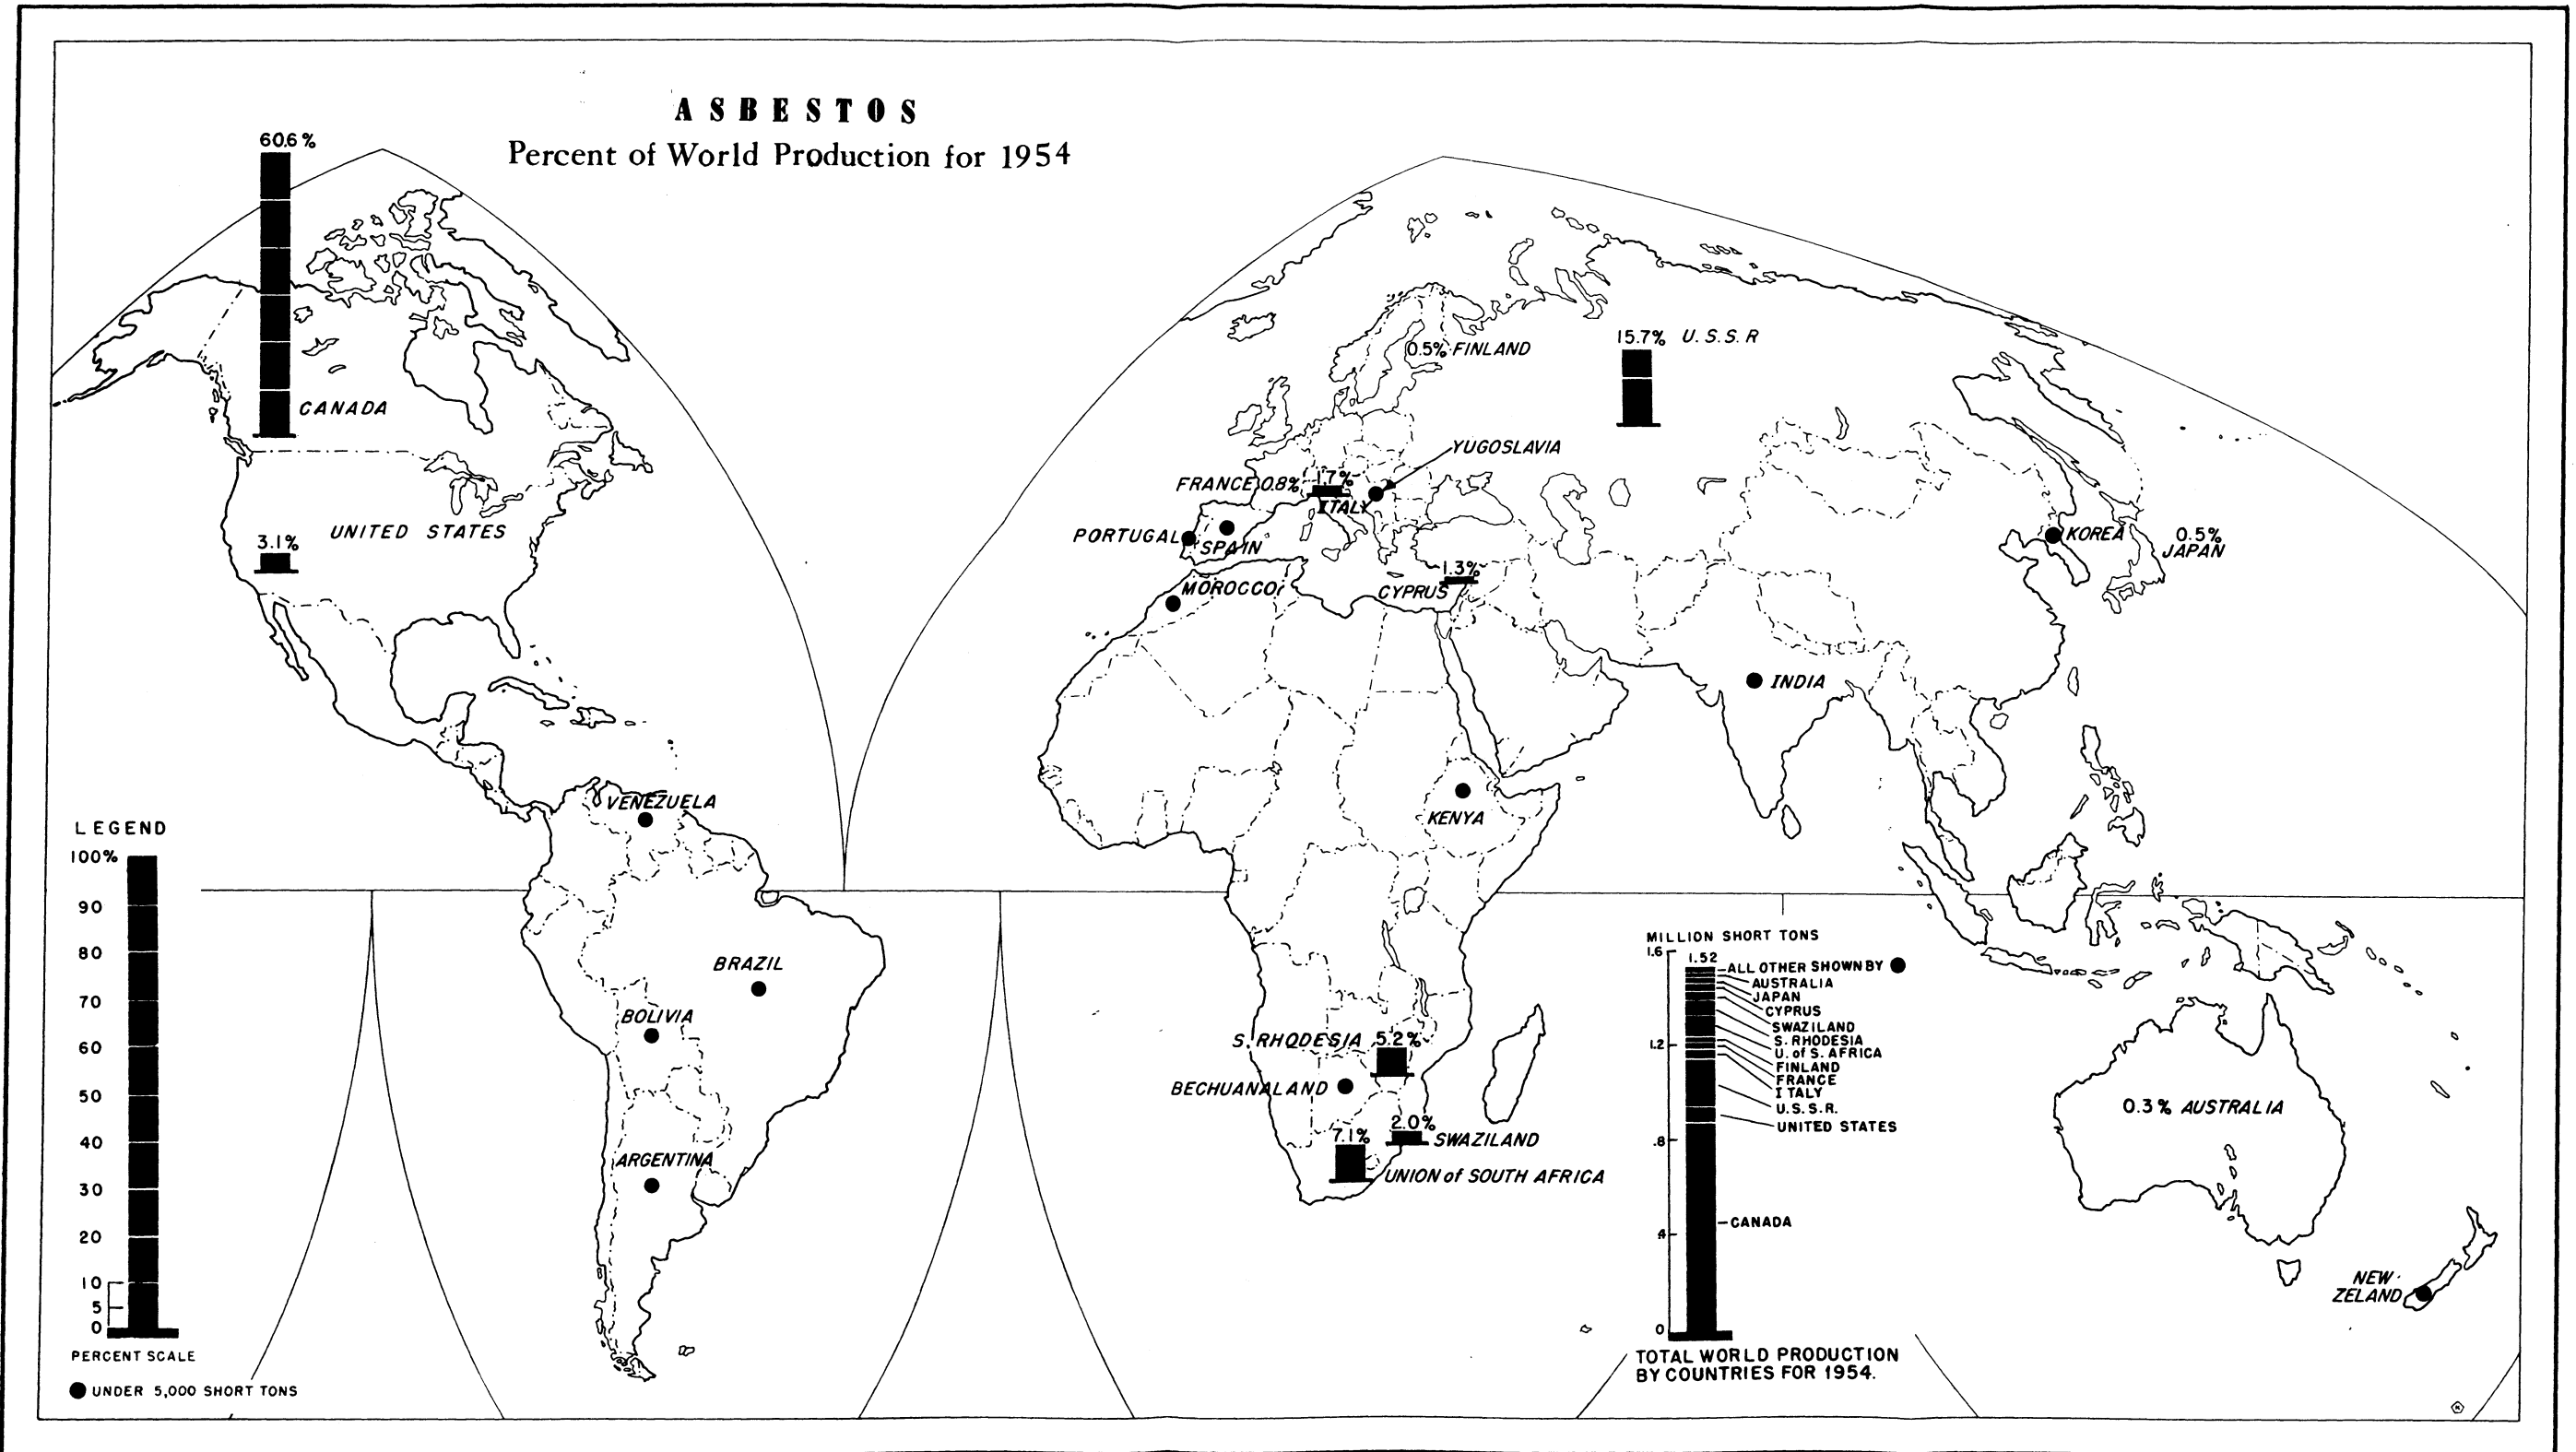 ASBESTOS
Percent of World Production for 1954
60.6%
CANADA
UNITED STATES
3.1%
15.7% U.S.S.R
0.5% FINLAND
YUGOSLAVIA
FRANCE 0.8%
1.7%
ITALY
PORTUGAL
SPAIN
MOROCCO
1.3%
CYPRUS
KOREA
0.5%
JAPAN
INDIA
KENYA
VENEZUELA
BRAZIL
BOLIVIA
ARGENTINA
S. RHODESIA 5.2%
BECHUANALAND
2.0%
SWAZILAND
7.1%
UNION of SOUTH AFRICA
0.3% AUSTRALIA
NEW
ZELAND
LEGEND
100%
90
80
70
60
50
40
30
20
10
5
0
PERCENT SCALE
UNDER 5,000 SHORT TONS
MILLION SHORT TONS
1.6
1.52
1.2
.8
.4
0
ALL OTHER SHOWN BY
AUSTRALIA
JAPAN
CYPRUS
SWAZILAND
S. RHODESIA
U. of S. AFRICA
FINLAND
FRANCE
ITALY
U.S.S.R.
UNITED STATES
CANADA
TOTAL WORLD PRODUCTION
BY COUNTRIES FOR 1954.